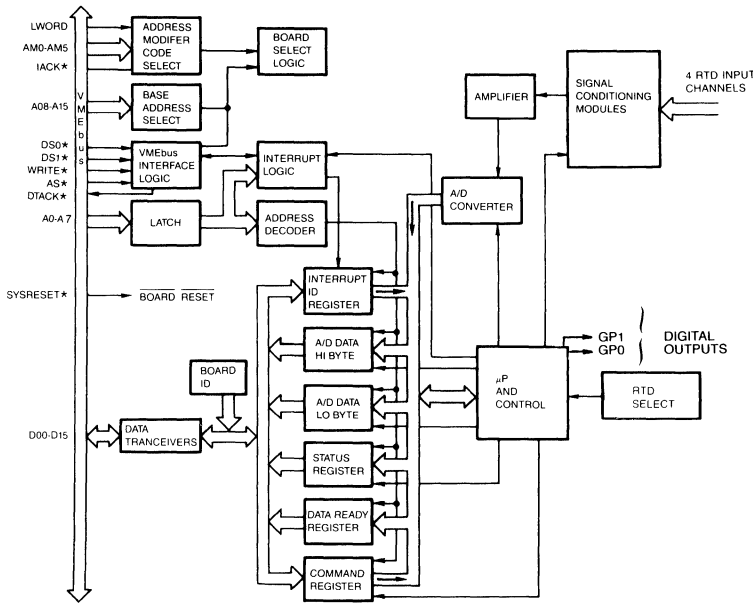 LWORD
AM0-AM5
IACK*
ADDRESS
MODIFER
CODE
SELECT
BOARD
SELECT
LOGIC
VMEbus
A08-A15
BASE
ADDRESS
SELECT
AMPLIFIER
SIGNAL
CONDITIONING
MODULES
4 RTD INPUT
CHANNELS
DS0*
DS1*
WRITE*
AS*
DTACK*
VMEbus
INTERFACE
LOGIC
INTERRUPT
LOGIC
A/D
CONVERTER
A0-A7
LATCH
ADDRESS
DECODER
SYSRESET*
BOARD RESET
INTERRUPT
ID
REGISTER
A/D DATA
HI BYTE
BOARD
ID
A/D DATA
LO BYTE
µP
AND
CONTROL
GP1
GP0
DIGITAL
OUTPUTS
RTD
SELECT
D00-D15
DATA
TRANCEIVERS
STATUS
REGISTER
DATA READY
REGISTER
COMMAND
REGISTER